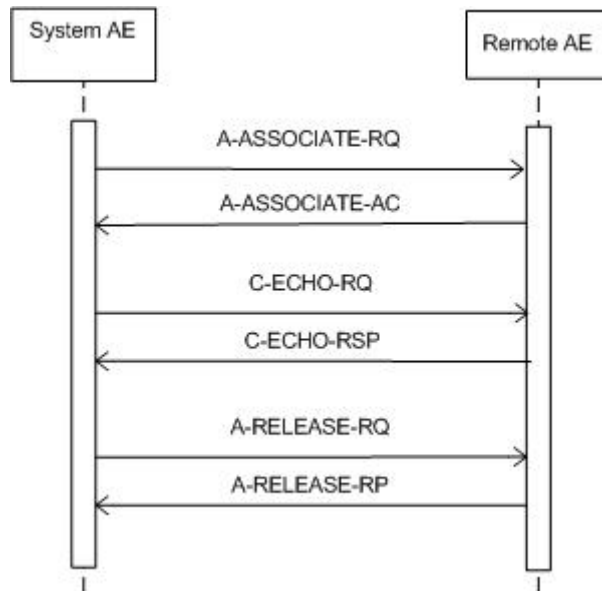 System AE
Remote AE
A-ASSOCIATE-RQ
A-ASSOCIATE-AC
C-ECHO-RQ
C-ECHO-RSP
A-RELEASE-RQ
A-RELEASE-RP